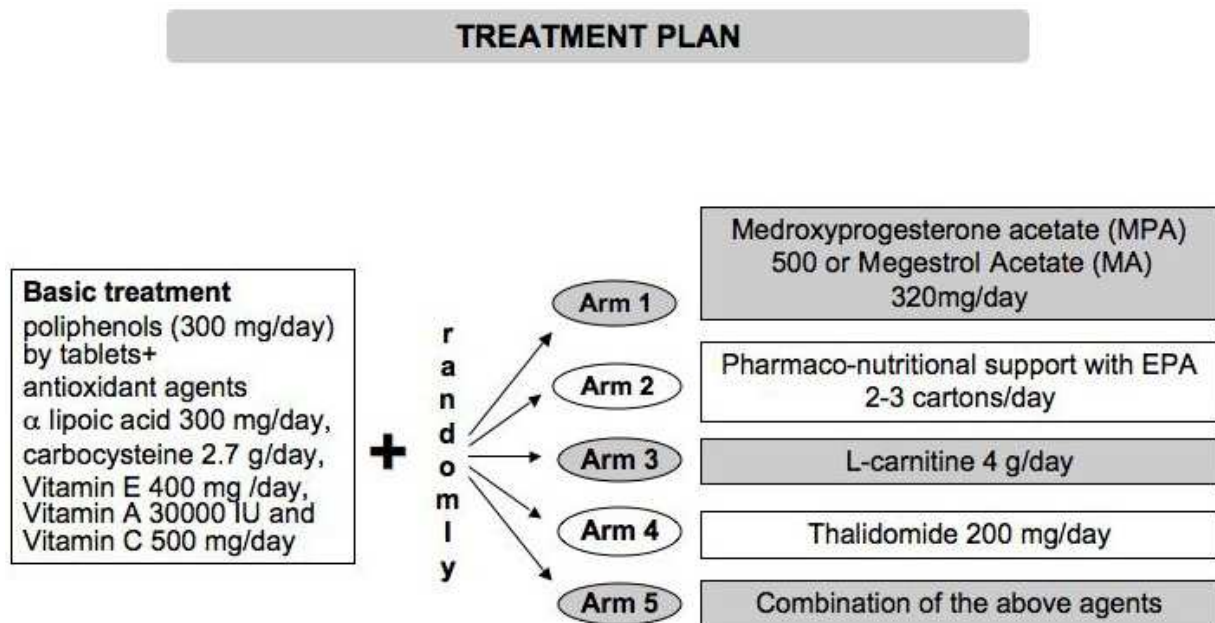 TREATMENT PLAN
Basic treatment
poliphenols (300 mg/day)
by tablets+
antioxidant agents
α lipoic acid 300 mg/day,
carbocysteine 2.7 g/day,
Vitamin E 400 mg /day,
Vitamin A 30000 IU and
Vitamin C 500 mg/day
+
randomly
Arm 1
Medroxyprogesterone acetate (MPA)
500 or Megestrol Acetate (MA)
320mg/day
Arm 2
Pharmaco-nutritional support with EPA
2-3 cartons/day
Arm 3
L-carnitine 4 g/day
Arm 4
Thalidomide 200 mg/day
Arm 5
Combination of the above agents